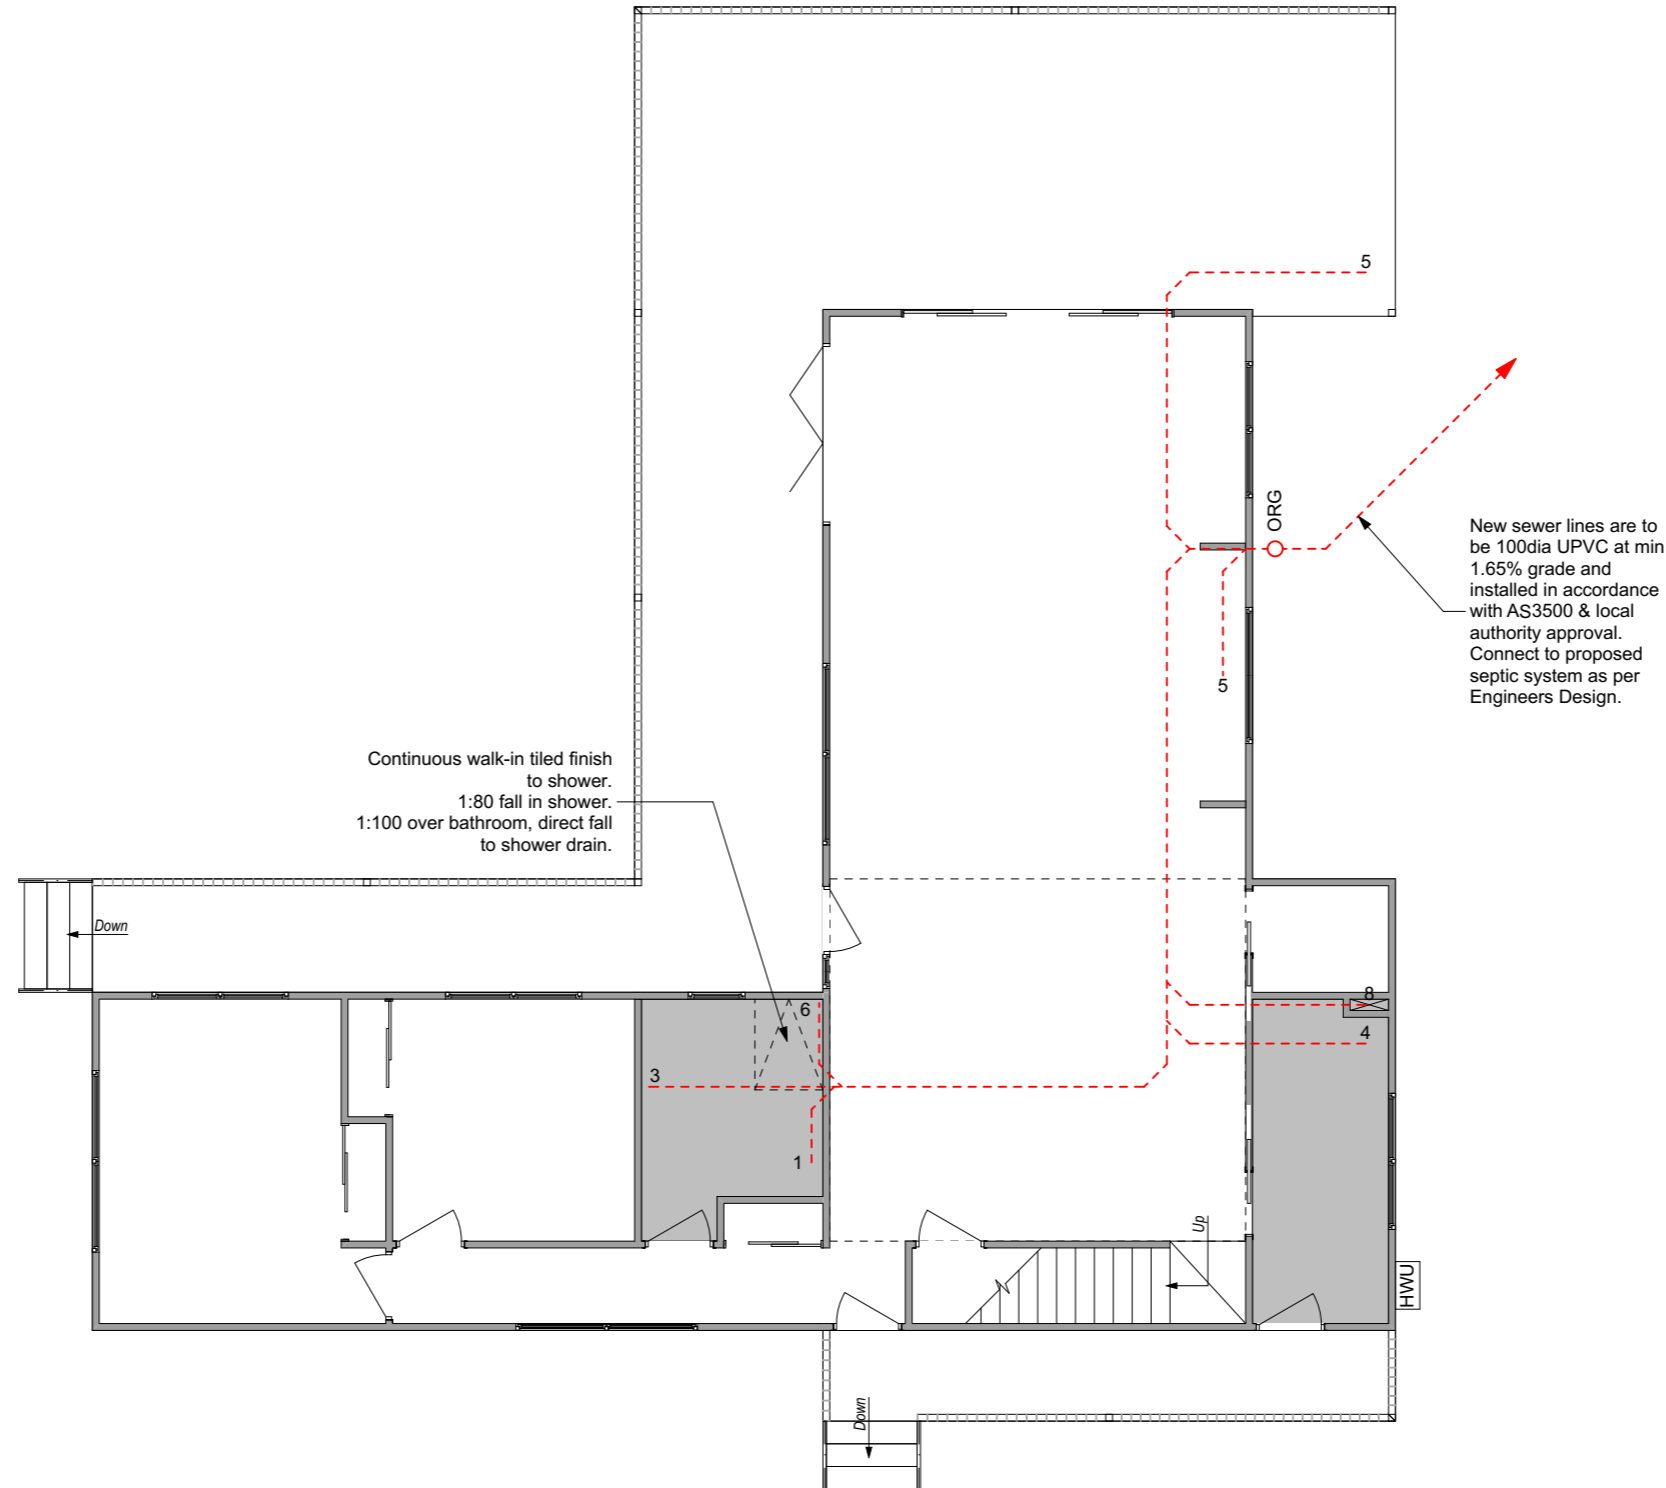 5
ORG
New sewer lines are to
be 100dia UPVC at min
1.65% grade and
installed in accordance
with AS3500 & local
authority approval.
Connect to proposed
septic system as per
Engineers Design.
5
Continuous walk-in tiled finish
to shower.
1:80 fall in shower.
1:100 over bathroom, direct fall
to shower drain.
Down
8
6
4
3
1
Up
HWU
Down